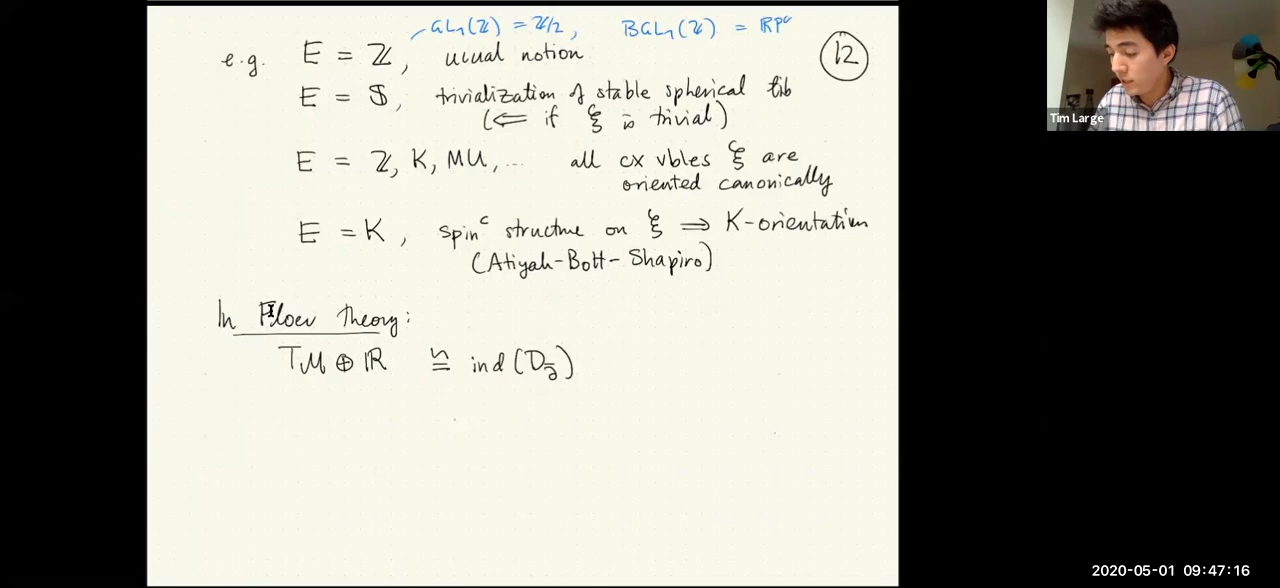 GL₁(ℤ) = ℤ/2, BGL₁(ℤ) = RP^∞
e.g. E = ℤ, usual notion
12
E = 𝕊, trivialization of stable spherical fib
(⇐ if ξ is trivial)
Tim Large
E = ℤ, K, MU, ... all cx vbles ξ are
oriented canonically
E = K, spin^c structure on ξ ⇒ K-orientation
(Atiyah-Bott-Shapiro)
In Floer theory:
TM ⊕ ℝ ≅ ind(D_∂̄)
2020-05-01 09:47:16